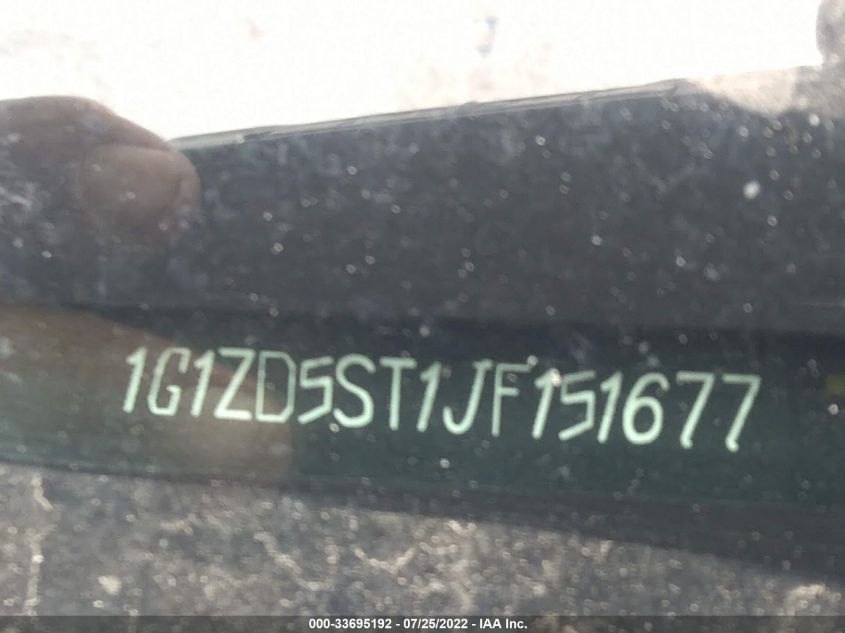 1G1ZD5ST1JF151677
000-33695192 - 07/25/2022 - IAA Inc.